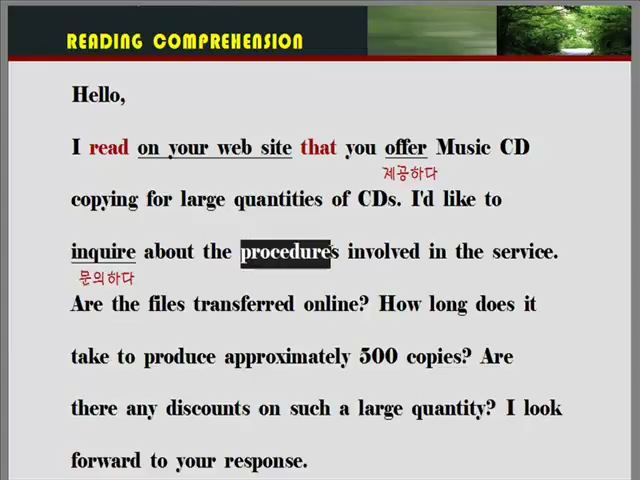 READING COMPREHENSION
Hello,
I read on your web site that you offer Music CD
제공하다
copying for large quantities of CDs. I'd like to
inquire about the procedures involved in the service.
문의하다
Are the files transferred online? How long does it
take to produce approximately 500 copies? Are
there any discounts on such a large quantity? I look
forward to your response.